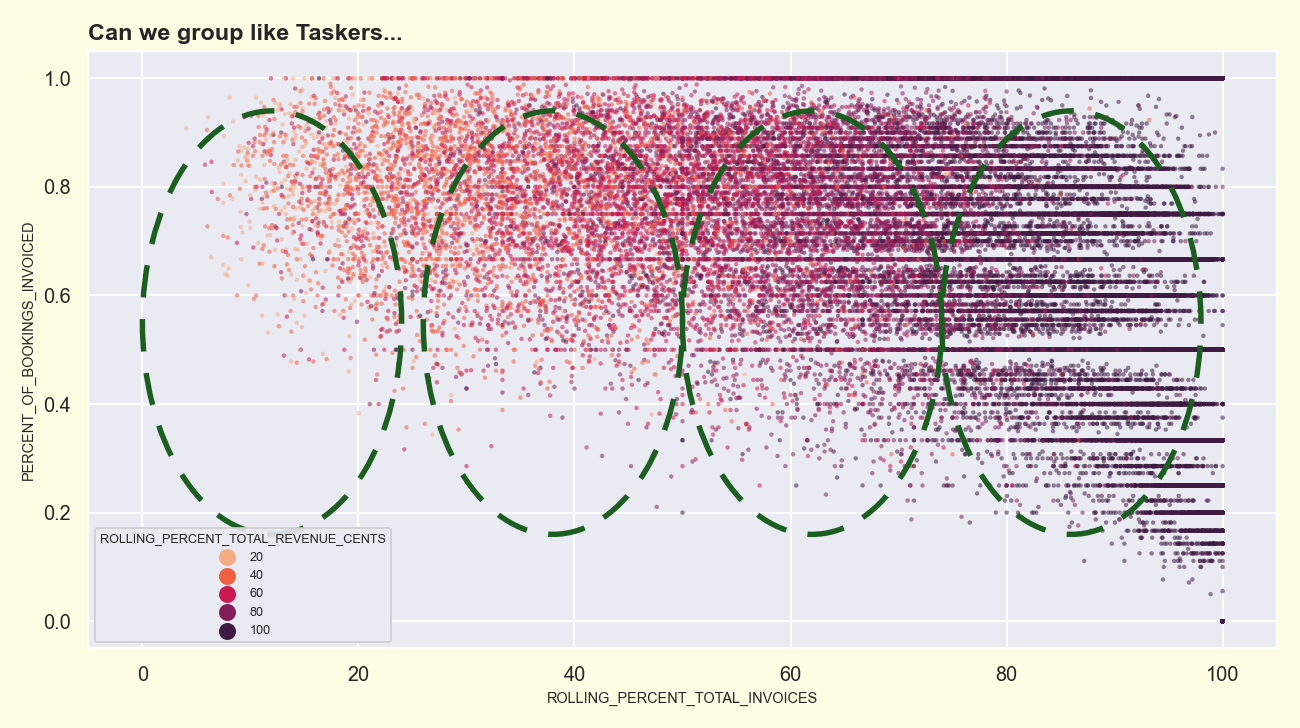 Can we group like Taskers...
PERCENT_OF_BOOKINGS_INVOICED
1.0
0.8
0.6
0.4
0.2
0.0
ROLLING_PERCENT_TOTAL_REVENUE_CENTS
20
40
60
80
100
0 20 40 60 80 100
ROLLING_PERCENT_TOTAL_INVOICES